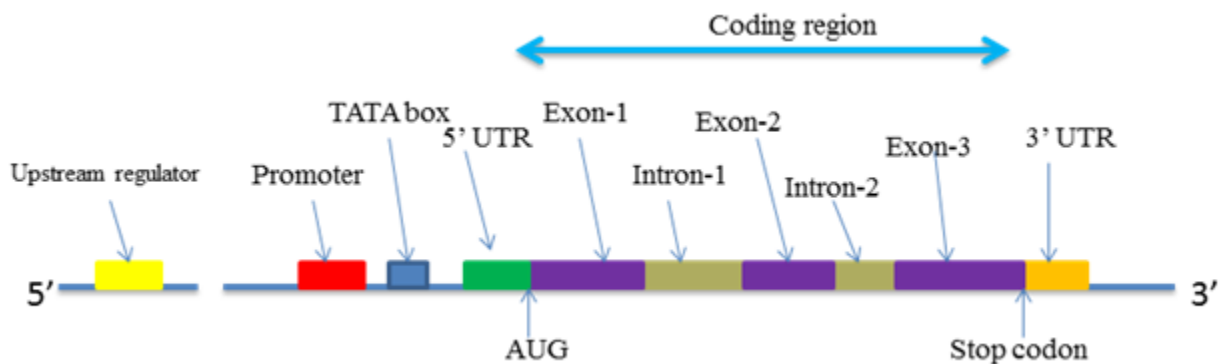 Coding region
TATA box
5’ UTR
Exon-1
Exon-2
Exon-3
3’ UTR
Upstream regulator
Promoter
Intron-1
Intron-2
5’
3’
AUG
Stop codon